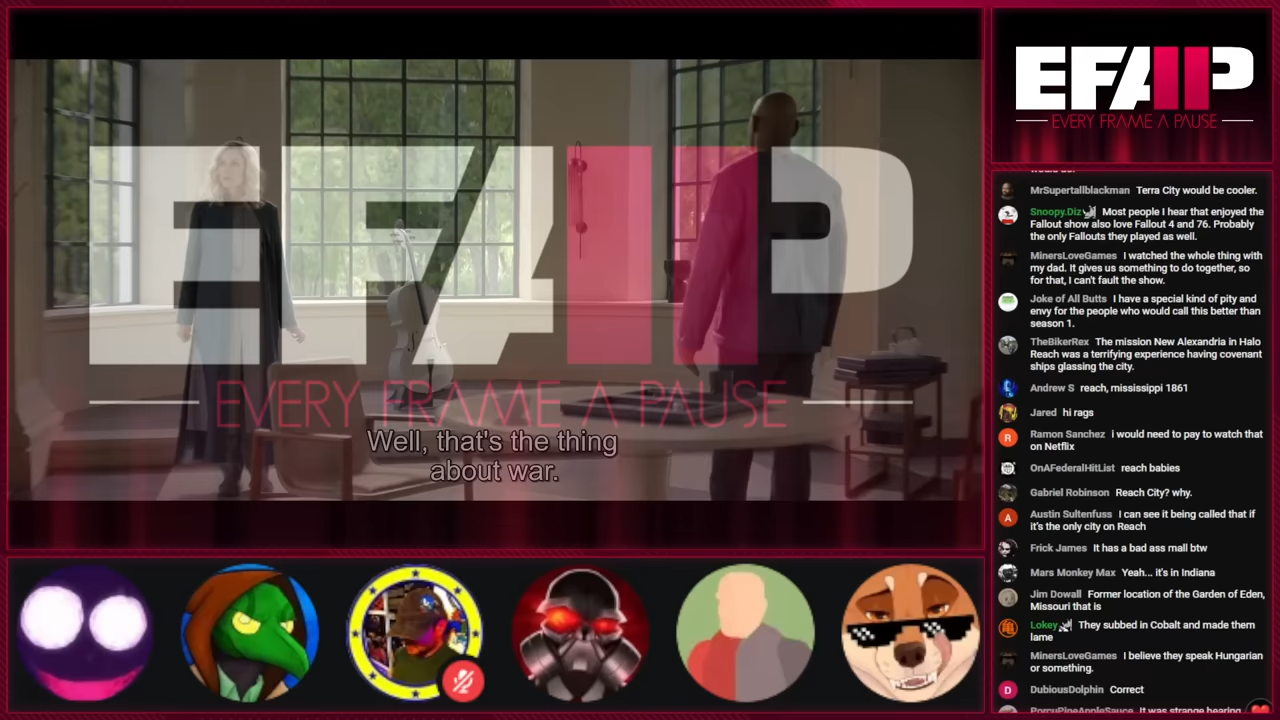 EFAP
EVERY FRAME A PAUSE
Well, that's the thing
about war.
EFAP
EVERY FRAME A PAUSE
would do.
MrSupertallblackman Terra City would be cooler.
Snoopy.Diz Most people I hear that enjoyed the
Fallout show also love Fallout 4 and 76. Probably
the only Fallouts they played as well.
MinersLoveGames I watched the whole thing with
my dad. It gives us something to do together, so
for that, I can't fault the show.
Joke of All Butts I have a special kind of pity and
envy for the people who would call this better than
season 1.
TheBikerRex The mission New Alexandria in Halo
Reach was a terrifying experience having covenant
ships glassing the city.
Andrew S reach, mississippi 1861
Jared hi rags
R
Ramon Sanchez i would need to pay to watch that
on Netflix
OnAFederalHitList reach babies
Gabriel Robinson Reach City? why.
A
Austin Sultenfuss I can see it being called that if
it's the only city on Reach
Frick James It has a bad ass mall btw
Mars Monkey Max Yeah... it's in Indiana
Jim Dowall Former location of the Garden of Eden,
Missouri that is
Lokey They subbed in Cobalt and made them
lame
MinersLoveGames I believe they speak Hungarian
or something.
D
DubiousDolphin Correct
PorcuPineAppleSauce It was strange hearing